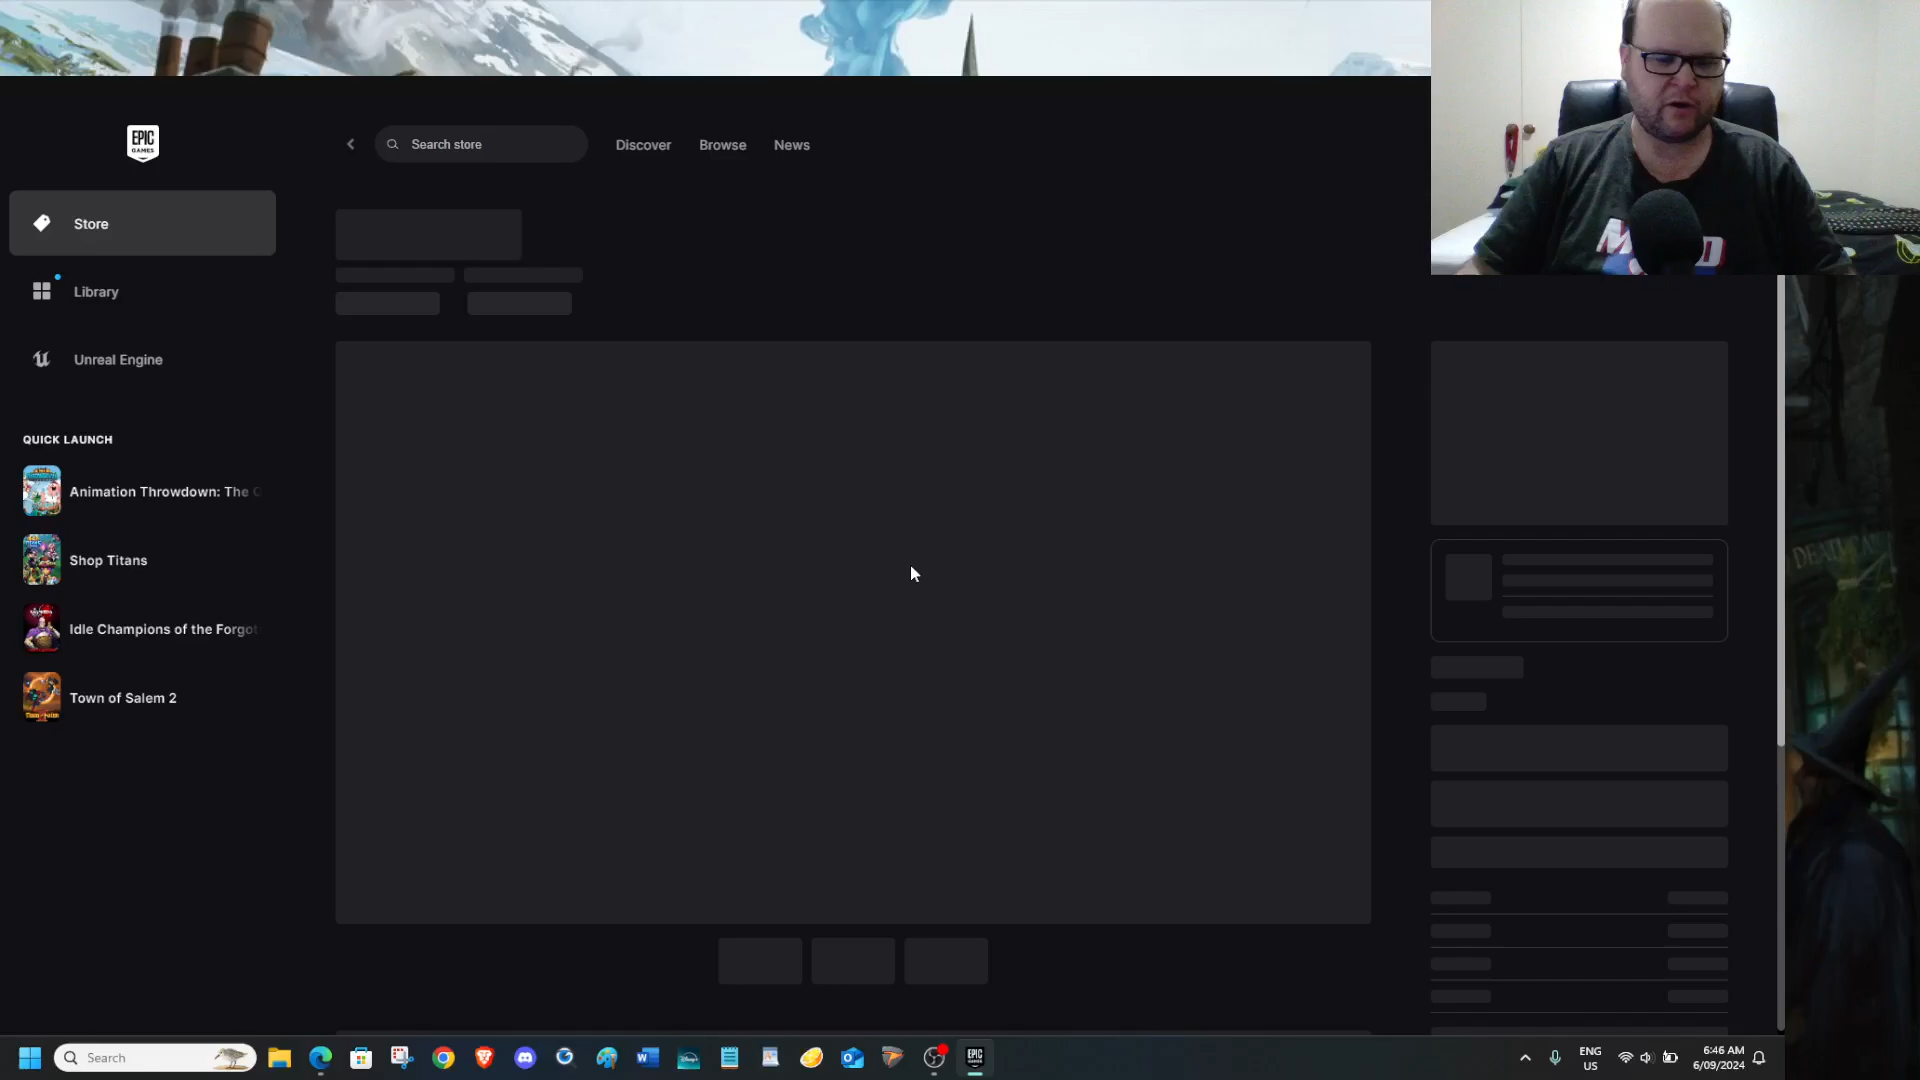 EPIC
GAMES
Search store
Discover
Browse
News
Store
Library
Unreal Engine
QUICK LAUNCH
Animation Throwdown: The
Shop Titans
Idle Champions of the Forgot
Town of Salem 2
Search
ENG
US
6:46 AM
6/09/2024